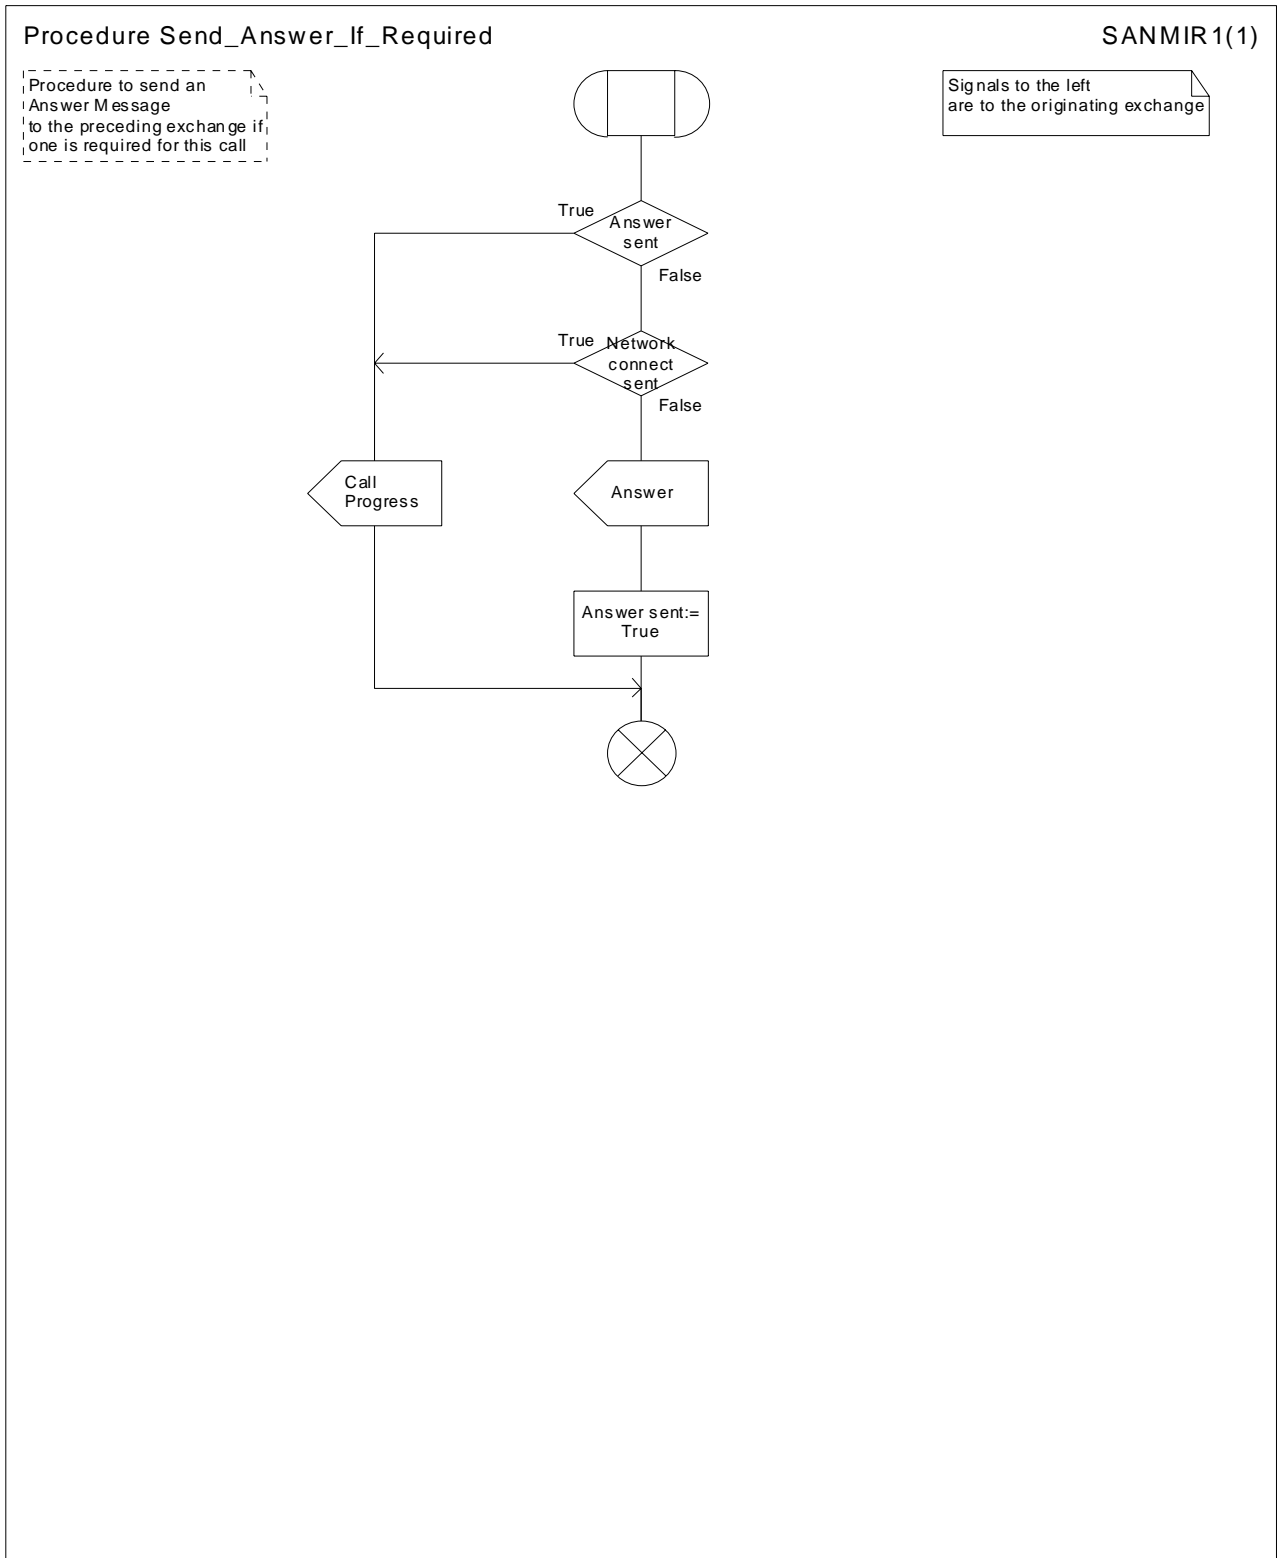 Procedure Send_Answer_If_Required
SANMIR1(1)
Procedure to send an
Answer Message
to the preceding exchange if
one is required for this call
Signals to the left
are to the originating exchange
True
Answer
sent
False
True
Network
connect
sent
False
Call
Progress
Answer
Answer sent:=
True